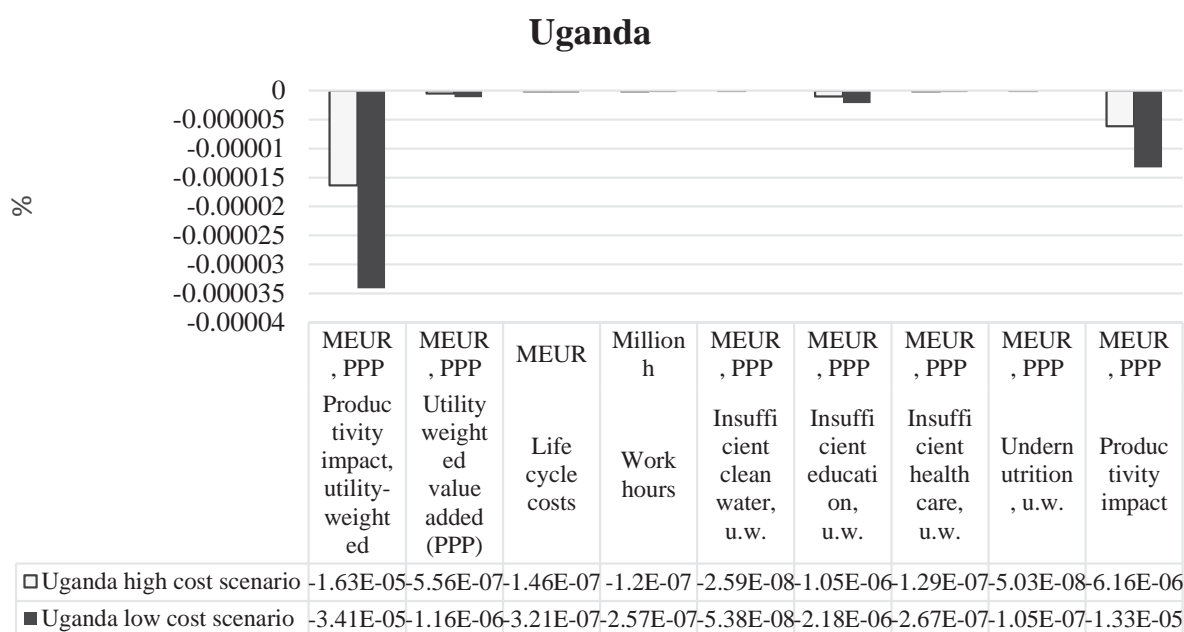 Uganda
%
0
-0.000005
-0.00001
-0.000015
-0.00002
-0.000025
-0.00003
-0.000035
-0.00004
MEUR
, PPP
MEUR
, PPP
MEUR
Million
h
MEUR
, PPP
MEUR
, PPP
MEUR
, PPP
MEUR
, PPP
MEUR
, PPP
Produc
tivity
impact,
utility-
weight
ed
Utility
weight
ed
value
added
(PPP)
Life
cycle
costs
Work
hours
Insuffi
cient
clean
water,
u.w.
Insuffi
cient
educati
on,
u.w.
Insuffi
cient
health
care,
u.w.
Undern
utrition
, u.w.
Produc
tivity
impact
Uganda high cost scenario -1.63E-05 -5.56E-07 -1.46E-07 -1.2E-07 -2.59E-08 -1.05E-06 -1.29E-07 -5.03E-08 -6.16E-06
Uganda low cost scenario -3.41E-05 -1.16E-06 -3.21E-07 -2.57E-07 -5.38E-08 -2.18E-06 -2.67E-07 -1.05E-07 -1.33E-05